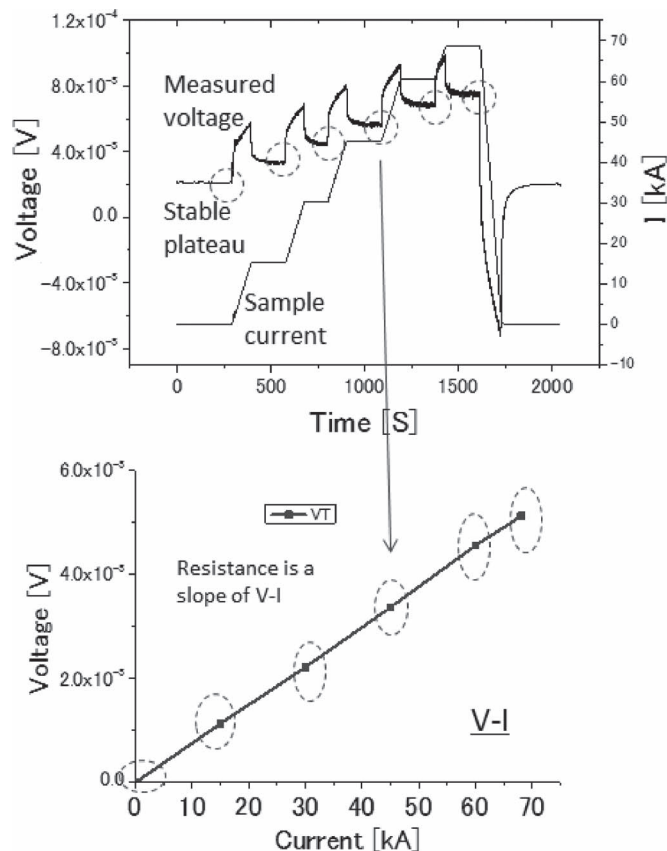 1.2x10⁻⁴
8.0x10⁻⁵
4.0x10⁻⁵
0.0
−4.0x10⁻⁵
−8.0x10⁻⁵
Voltage [V]
Measured
voltage
Stable
plateau
Sample
current
70
60
50
40
30
20
10
0
-10
I [kA]
0 500 1000 1500 2000
Time [S]
6.0x10⁻⁵
4.0x10⁻⁵
2.0x10⁻⁵
0.0
Voltage [V]
VT
Resistance is a
slope of V-I
V-I
0 10 20 30 40 50 60 70
Current [kA]